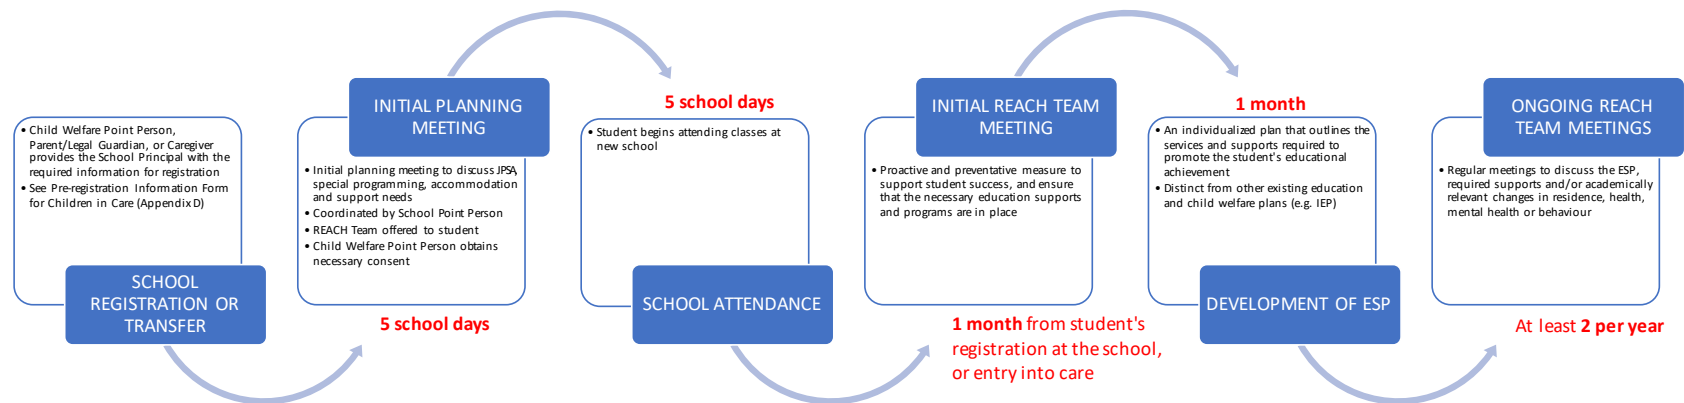 • Child Welfare Point Person,
Parent/Legal Guardian, or Caregiver
provides the School Principal with the
required information for registration
• See Pre-registration Information Form
for Children in Care (Appendix D)
SCHOOL
REGISTRATION OR
TRANSFER
INITIAL PLANNING
MEETING
• Initial planning meeting to discuss JPSA,
special programming, accommodation
and support needs
• Coordinated by School Point Person
• REACH Team offered to student
• Child Welfare Point Person obtains
necessary consent
5 school days
5 school days
• Student begins attending classes at
new school
SCHOOL ATTENDANCE
INITIAL REACH TEAM
MEETING
• Proactive and preventative measure to
support student success, and ensure
that the necessary education supports
and programs are in place
1 month from student's
registration at the school,
or entry into care
1 month
• An individualized plan that outlines the
services and supports required to
promote the student's educational
achievement
• Distinct from other existing education
and child welfare plans (e.g. IEP)
DEVELOPMENT OF ESP
ONGOING REACH
TEAM MEETINGS
• Regular meetings to discuss the ESP,
required supports and/or academically
relevant changes in residence, health,
mental health or behaviour
At least 2 per year